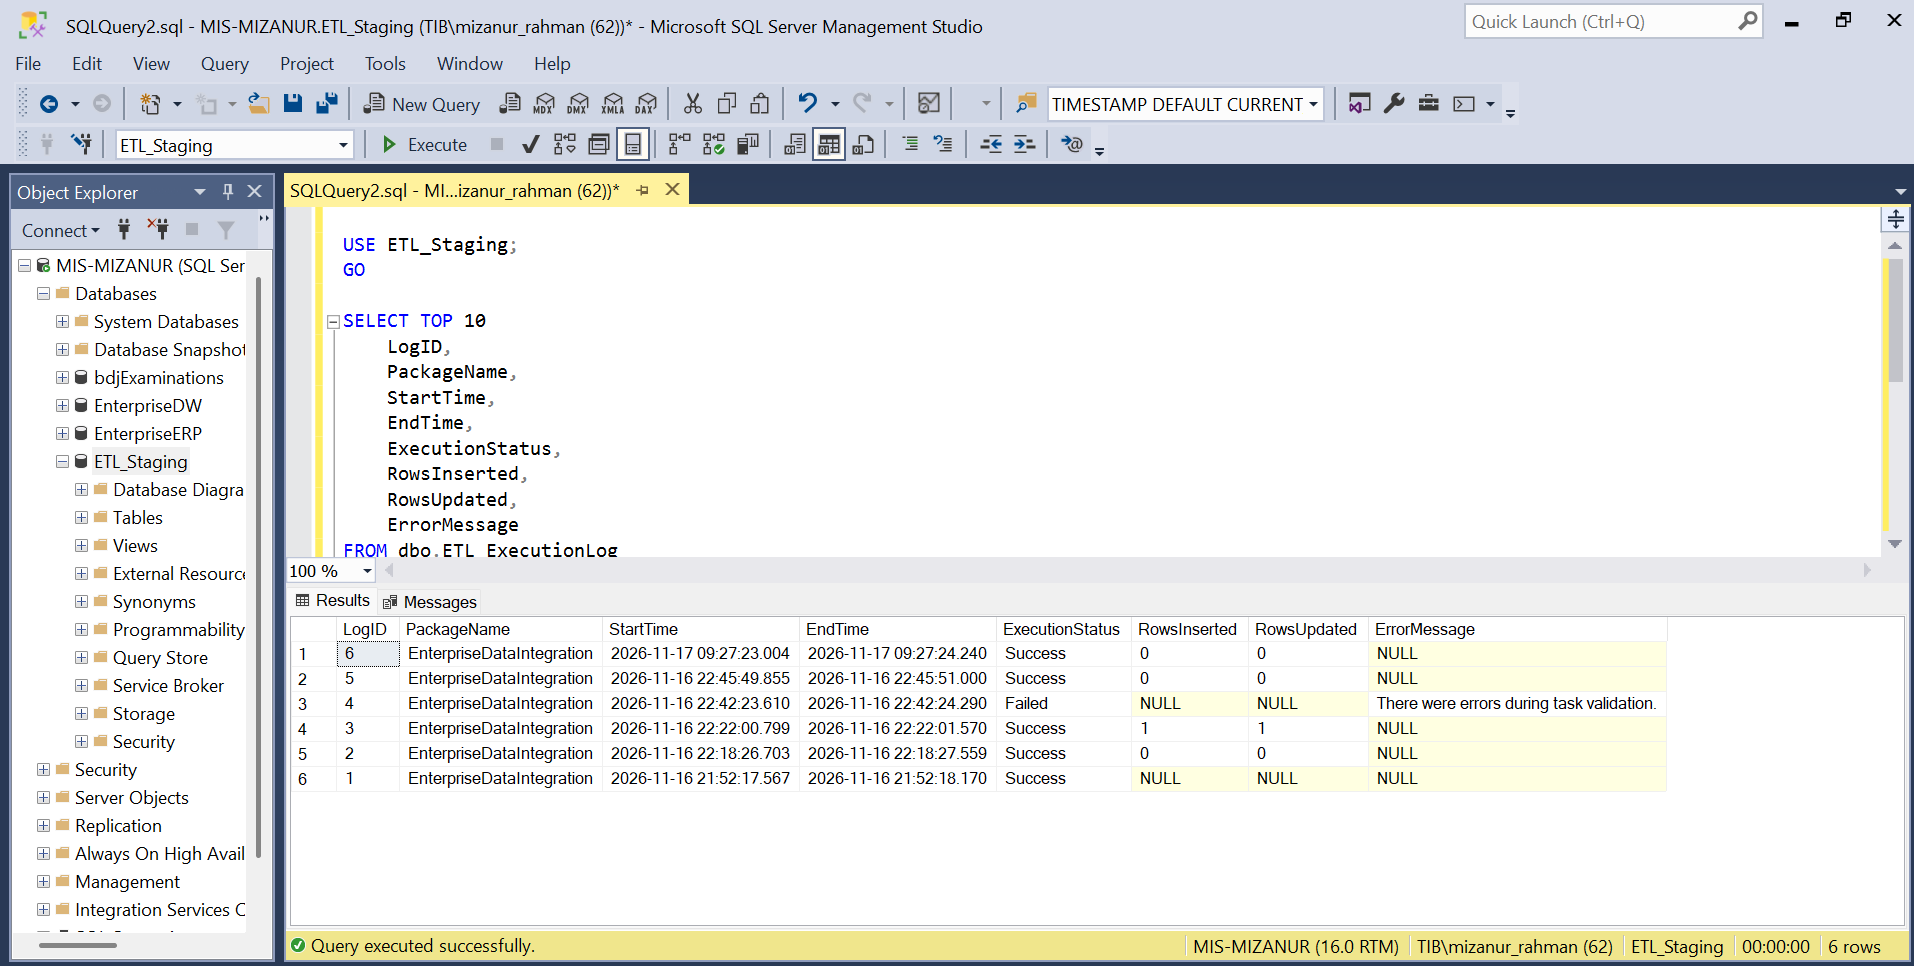 SQLQuery2.sql - MIS-MIZANUR.ETL_Staging (TIB\mizanur_rahman (62))* - Microsoft SQL Server Management Studio
Quick Launch (Ctrl+Q)
File Edit View Query Project Tools Window Help
New Query MDX DMX XMLA DAX TIMESTAMP DEFAULT CURRENT
ETL_Staging Execute
Object Explorer
Connect
MIS-MIZANUR (SQL Ser
Databases
System Databases
Database Snapshot
bdjExaminations
EnterpriseDW
EnterpriseERP
ETL_Staging
Database Diagra
Tables
Views
External Resource
Synonyms
Programmability
Query Store
Service Broker
Storage
Security
Security
Server Objects
Replication
Always On High Avail
Management
Integration Services C
SQLQuery2.sql - MI...izanur_rahman (62))*
USE ETL_Staging;
GO
SELECT TOP 10
LogID,
PackageName,
StartTime,
EndTime,
ExecutionStatus,
RowsInserted,
RowsUpdated,
ErrorMessage
FROM dbo.ETL_ExecutionLog
100 %
Results Messages
LogID PackageName StartTime EndTime ExecutionStatus RowsInserted RowsUpdated ErrorMessage
1 6 EnterpriseDataIntegration 2026-11-17 09:27:23.004 2026-11-17 09:27:24.240 Success 0 0 NULL
2 5 EnterpriseDataIntegration 2026-11-16 22:45:49.855 2026-11-16 22:45:51.000 Success 0 0 NULL
3 4 EnterpriseDataIntegration 2026-11-16 22:42:23.610 2026-11-16 22:42:24.290 Failed NULL NULL There were errors during task validation.
4 3 EnterpriseDataIntegration 2026-11-16 22:22:00.799 2026-11-16 22:22:01.570 Success 1 1 NULL
5 2 EnterpriseDataIntegration 2026-11-16 22:18:26.703 2026-11-16 22:18:27.559 Success 0 0 NULL
6 1 EnterpriseDataIntegration 2026-11-16 21:52:17.567 2026-11-16 21:52:18.170 Success NULL NULL NULL
Query executed successfully.
MIS-MIZANUR (16.0 RTM) TIB\mizanur_rahman (62) ETL_Staging 00:00:00 6 rows